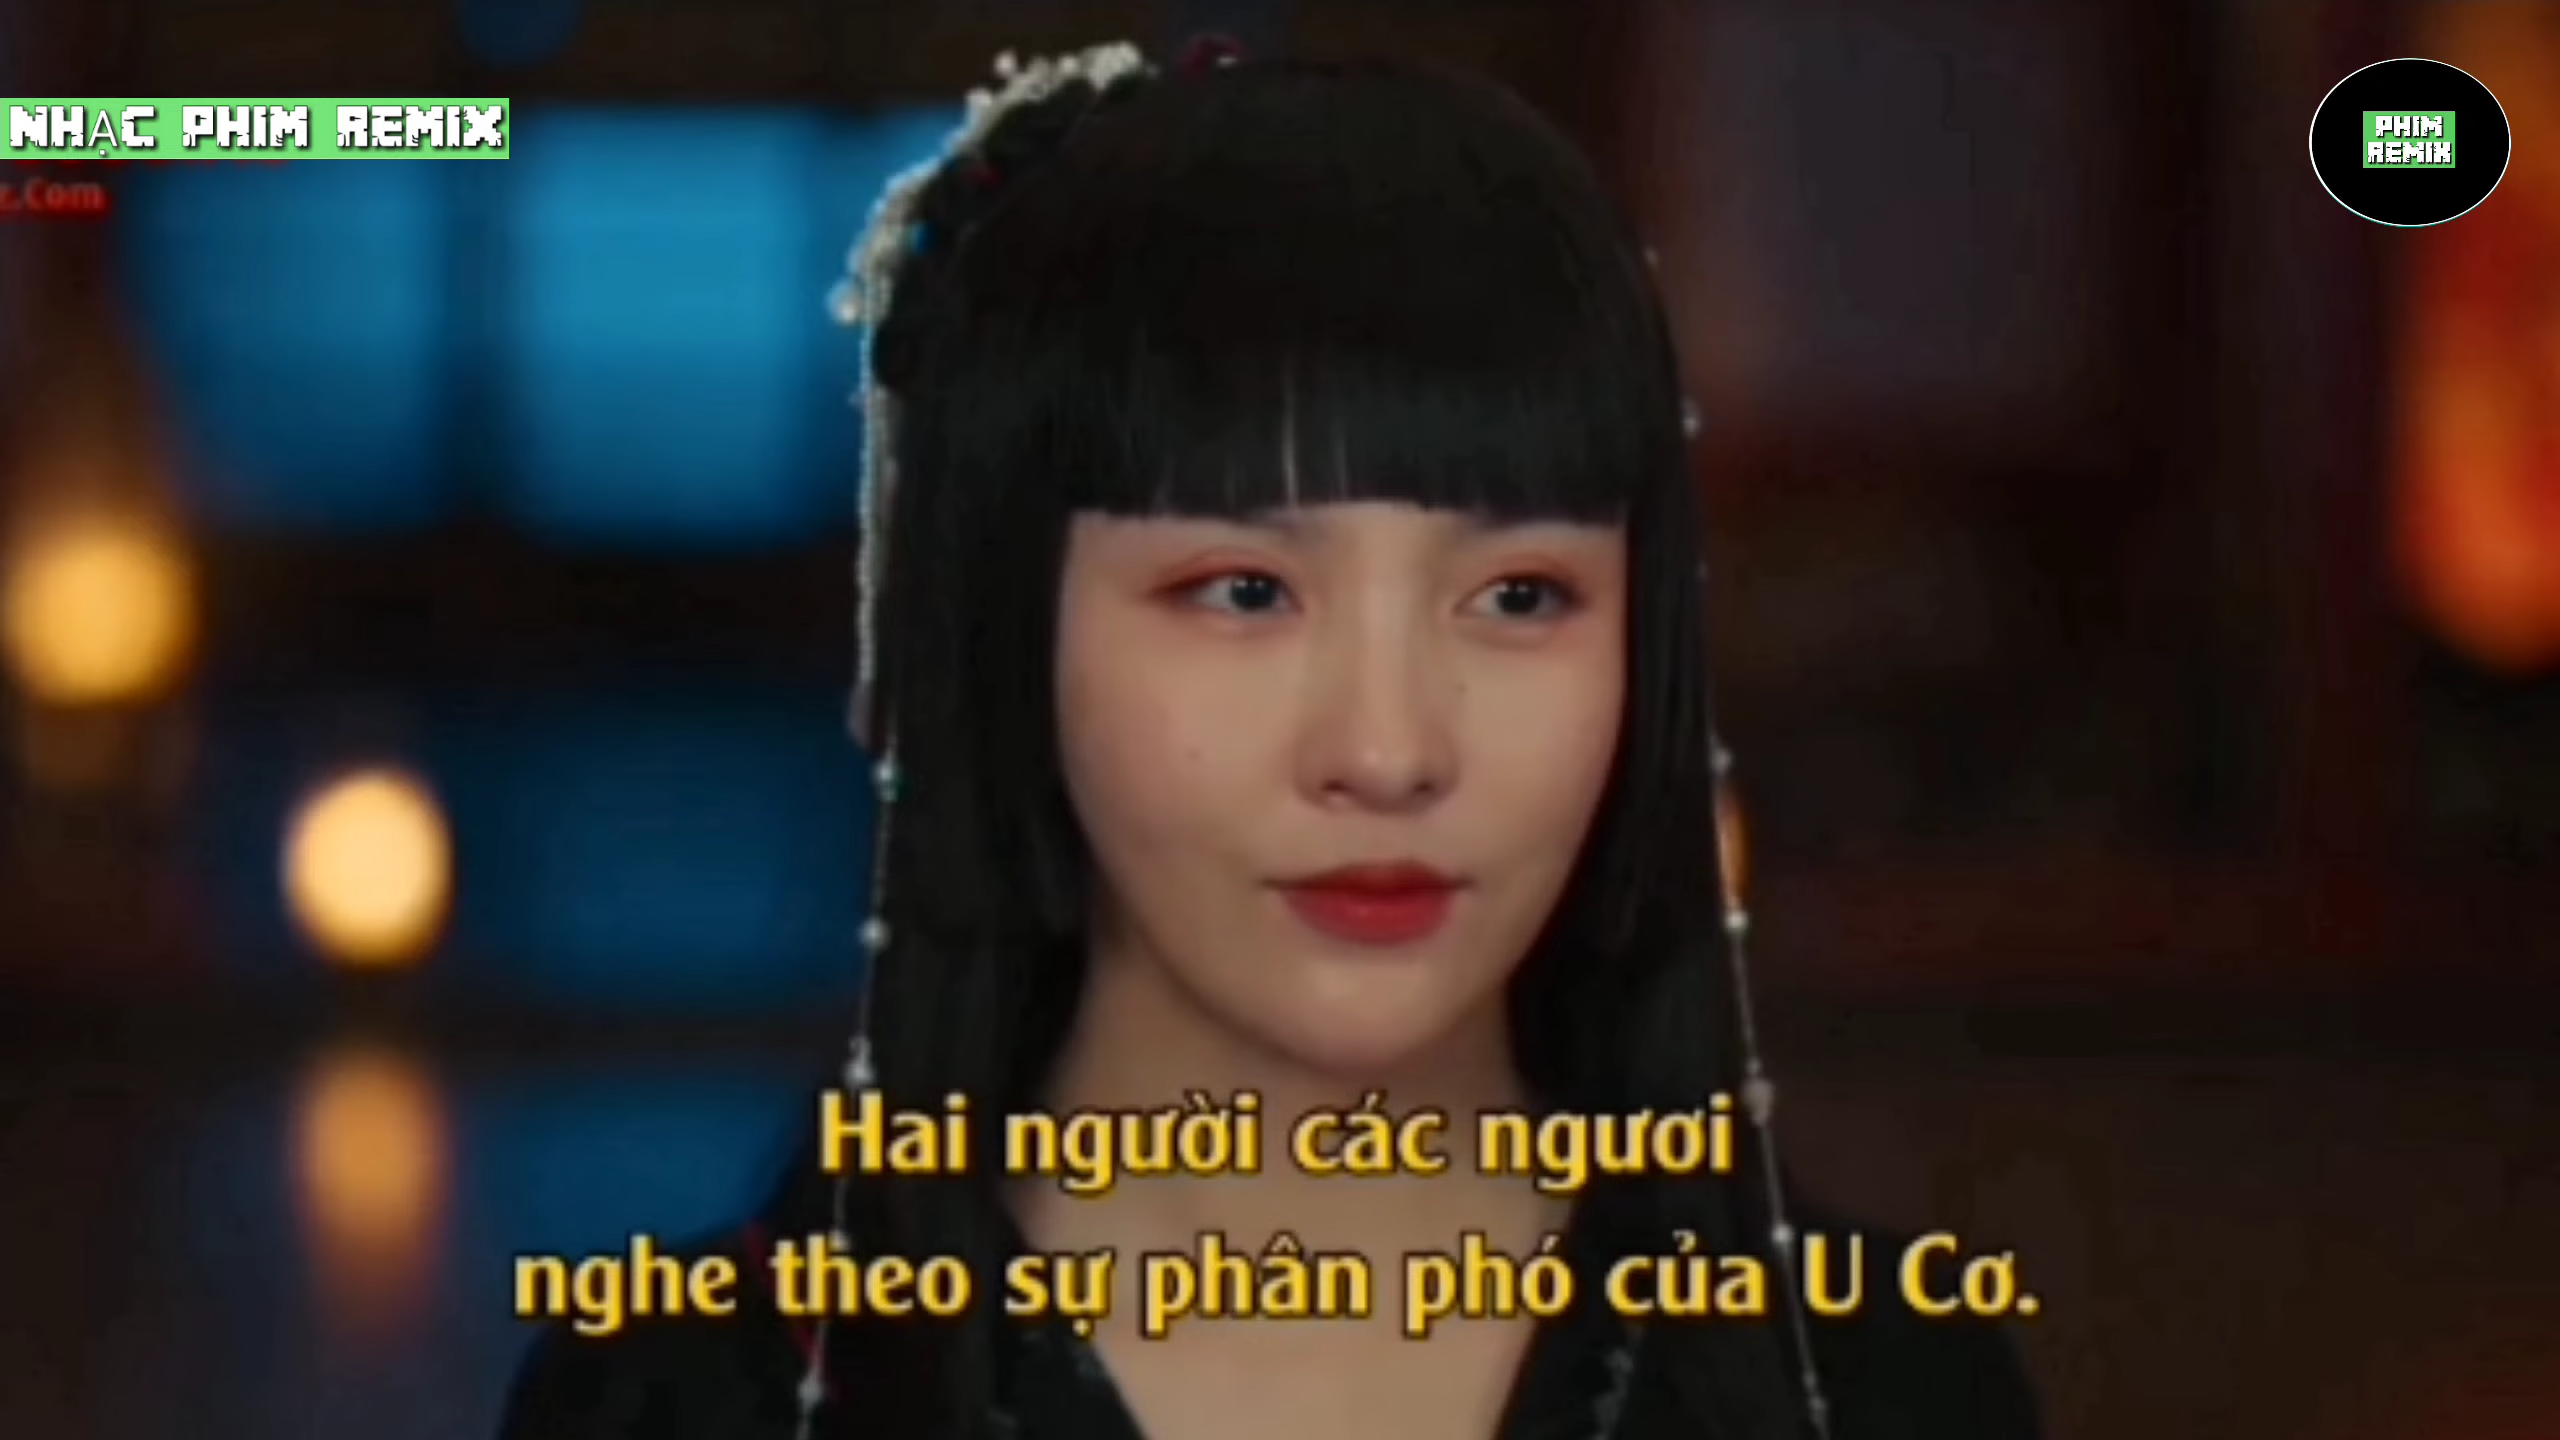 NHẠC PHIM REMIX
z.Com
PHIM
REMIX
Hai người các ngươi
nghe theo sự phân phó của U Cơ.